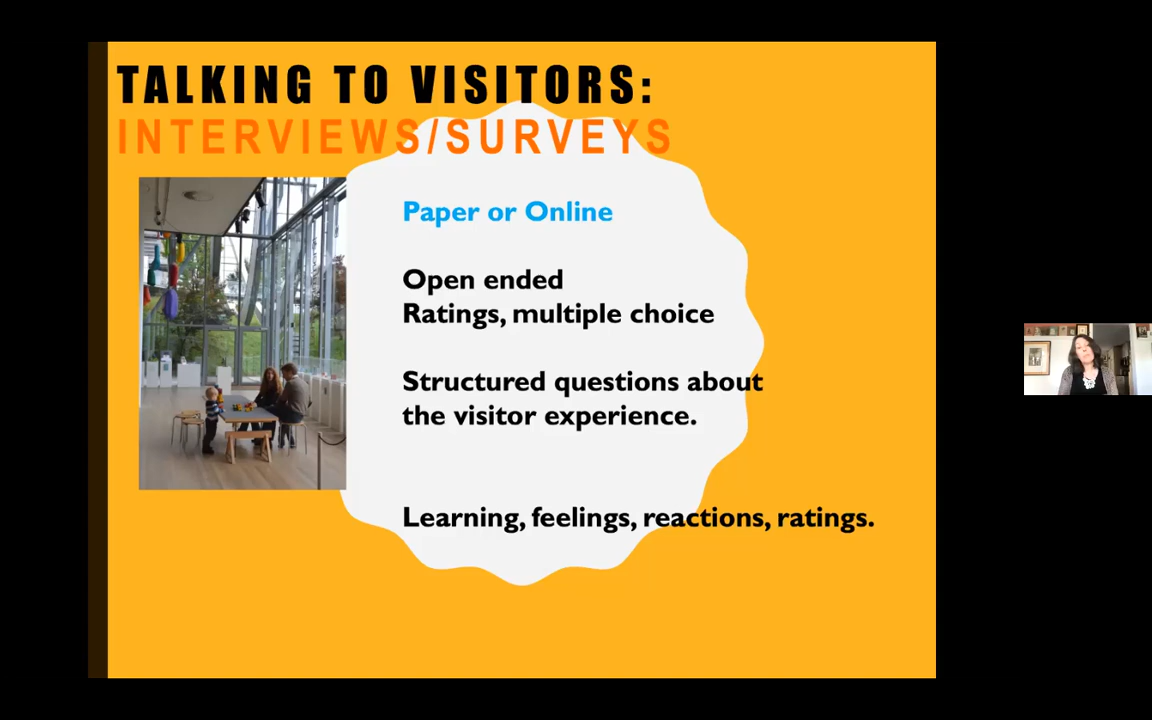 TALKING TO VISITORS:
INTERVIEWS/SURVEYS
Paper or Online
Open ended
Ratings, multiple choice
Structured questions about
the visitor experience.
Learning, feelings, reactions, ratings.